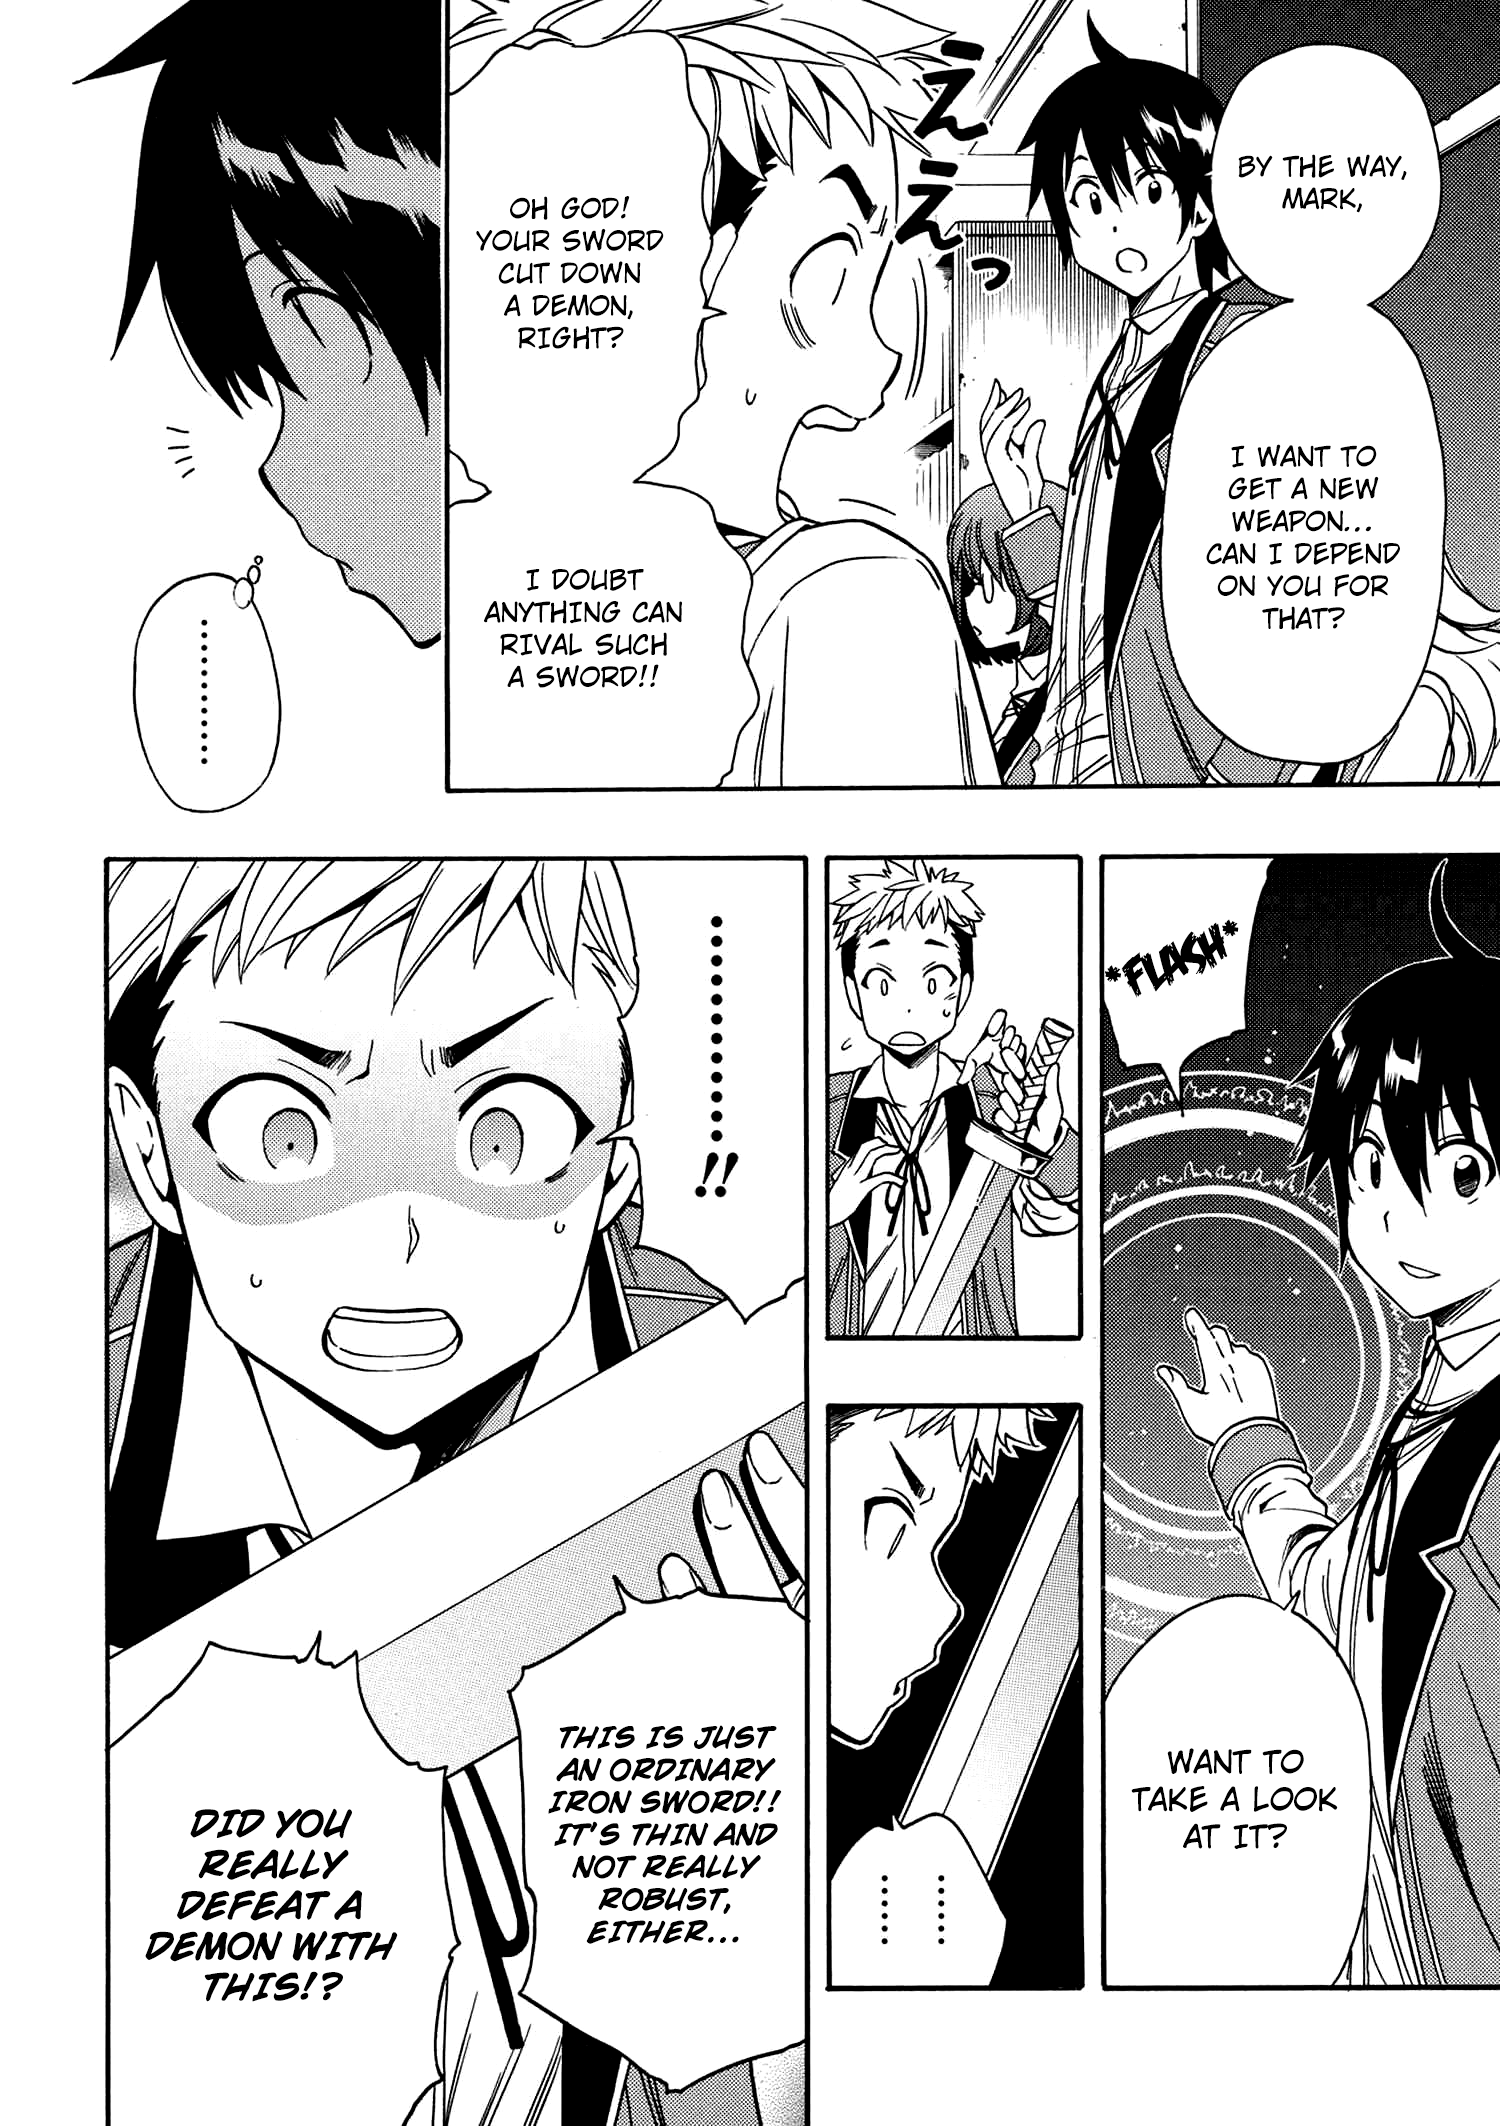 BY THE WAY,
MARK,
I WANT TO
GET A NEW
WEAPON...
CAN I DEPEND
ON YOU FOR
THAT?
えええっ
OH GOD!
YOUR SWORD
CUT DOWN
A DEMON,
RIGHT?
I DOUBT
ANYTHING CAN
RIVAL SUCH
A SWORD!!
.........
*FLASH*
WANT TO
TAKE A LOOK
AT IT?
......
............!!
THIS IS JUST
AN ORDINARY
IRON SWORD!!
IT'S THIN AND
NOT REALLY
ROBUST,
EITHER...
DID YOU
REALLY
DEFEAT A
DEMON WITH
THIS!?